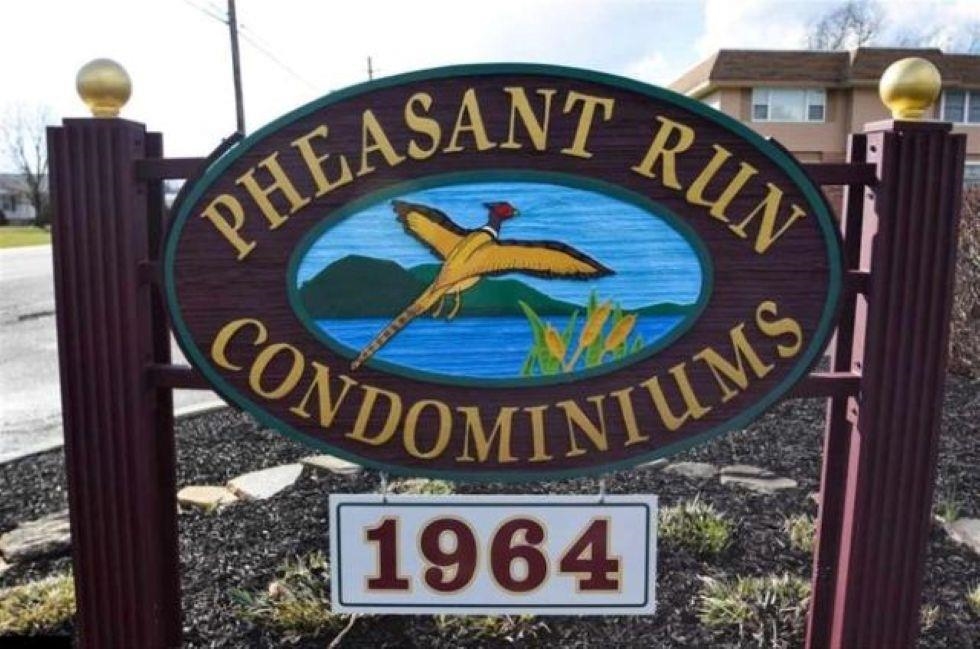 PHEASANT RUN
CONDOMINIUMS
1964